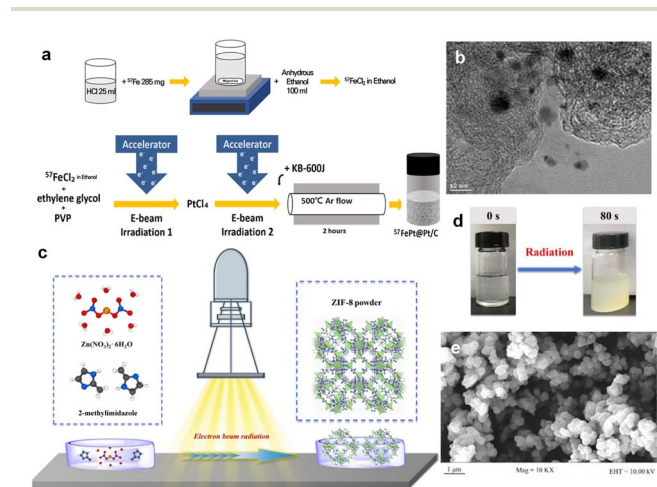 a
HCl 25 ml
+ ⁵⁷Fe 285 mg
+
Anhydrous
Ethanol
100 ml
⁵⁷FeCl₂ in Ethanol
Accelerator
e⁻ e⁻ e⁻ e⁻ e⁻
Accelerator
e⁻ e⁻ e⁻ e⁻ e⁻
+ KB-600J
⁵⁷FeCl₂ in Ethanol
+
ethylene glycol
+
PVP
E-beam
Irradiation 1
PtCl₄
E-beam
Irradiation 2
500℃ Ar flow
2 hours
⁵⁷FePt@Pt/C
b
c
Zn(NO₃)₂· 6H₂O
2-methylimidazole
Electron beam radiation
ZIF-8 powder
d
0 s
80 s
Radiation
e
1 μm
Mag = 10 KX
EHT = 10.00 kV